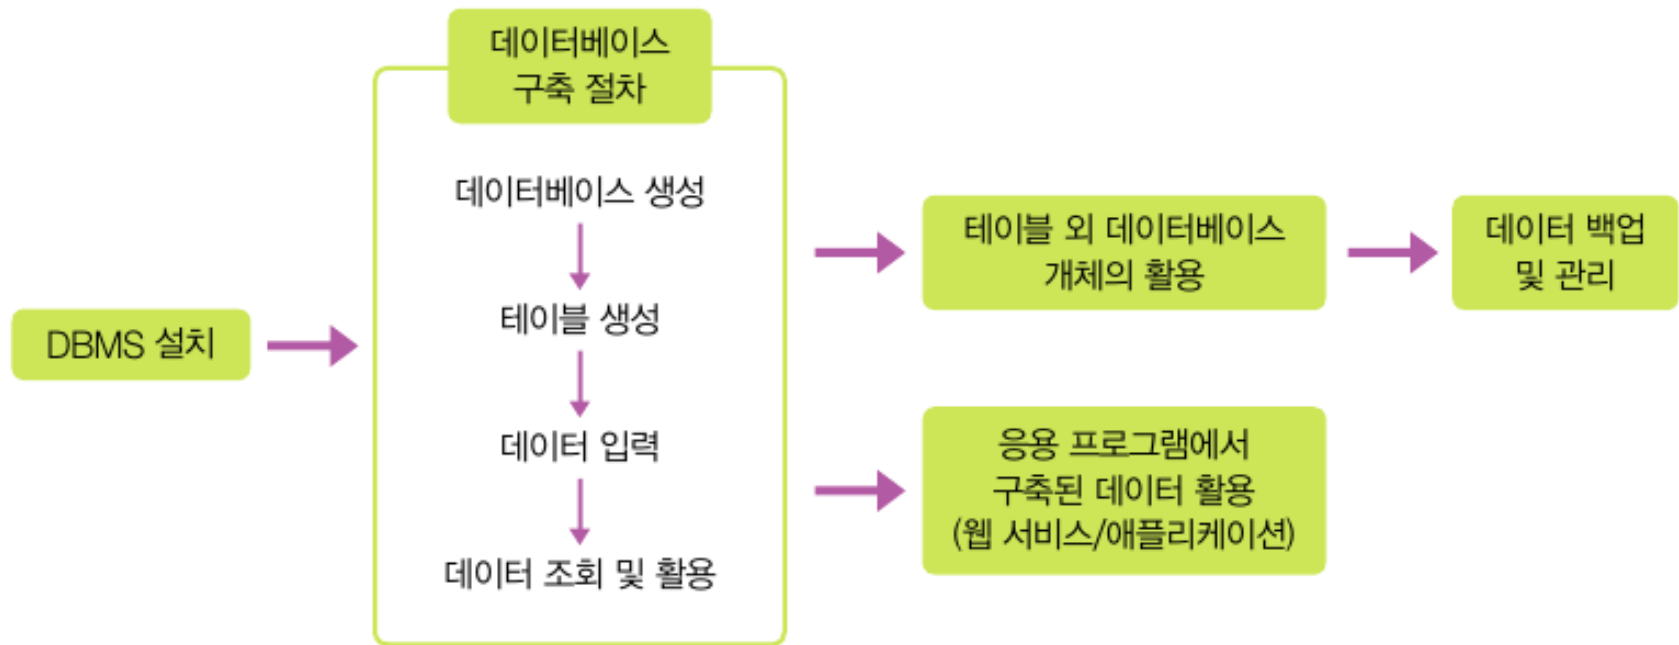 DBMS 설치
데이터베이스
구축 절차
데이터베이스 생성
테이블 생성
데이터 입력
데이터 조회 및 활용
테이블 외 데이터베이스
개체의 활용
데이터 백업
및 관리
응용 프로그램에서
구축된 데이터 활용
(웹 서비스/애플리케이션)